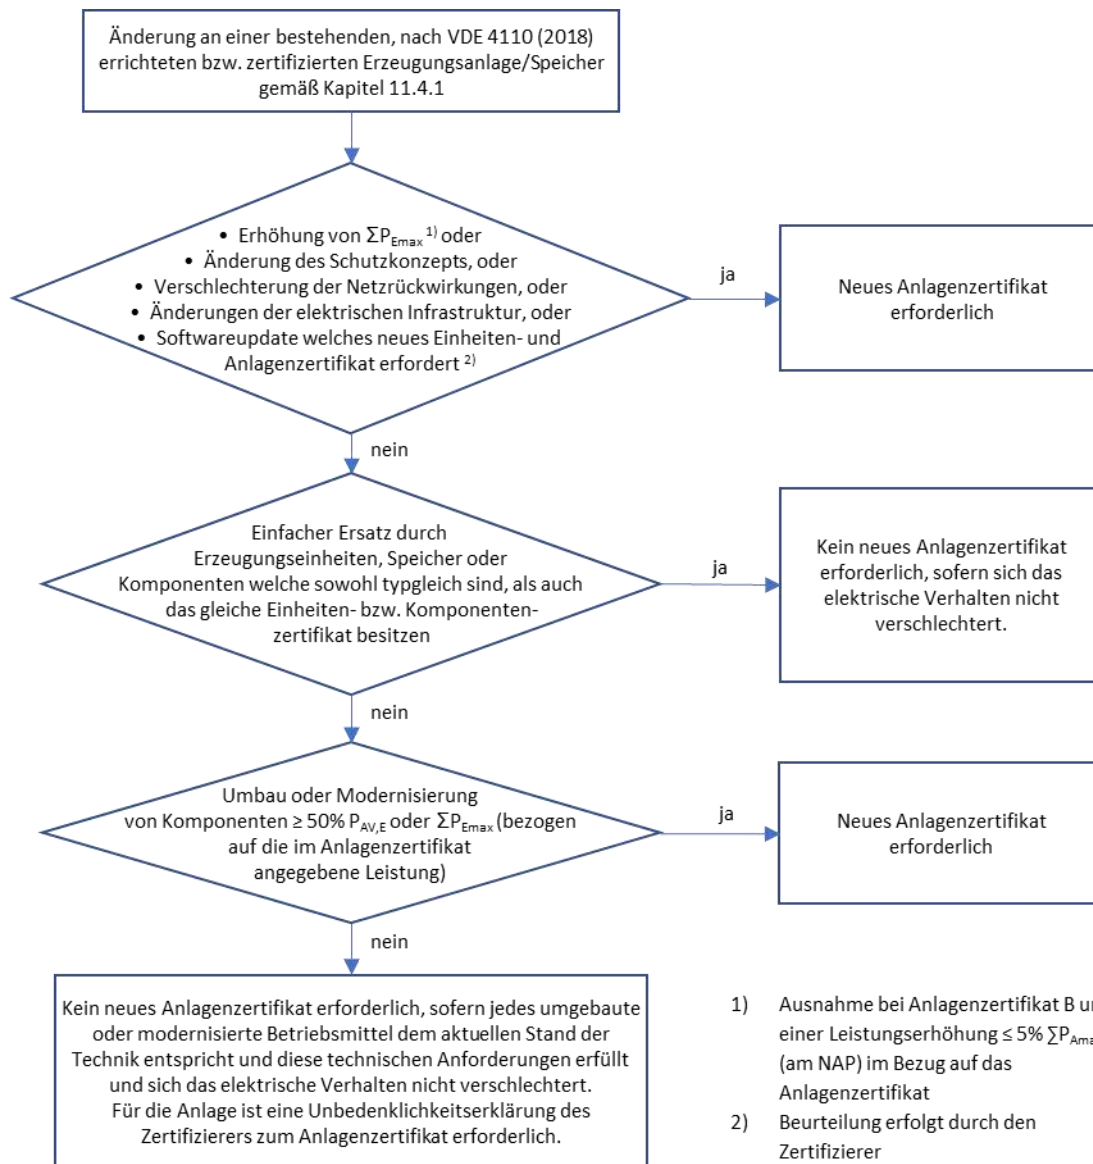 Änderung an einer bestehenden, nach VDE 4110 (2018)
errichteten bzw. zertifizierten Erzeugungsanlage/Speicher
gemäß Kapitel 11.4.1
• Erhöhung von ΣP_Emax ¹⁾ oder
• Änderung des Schutzkonzepts, oder
• Verschlechterung der Netzrückwirkungen, oder
• Änderungen der elektrischen Infrastruktur, oder
• Softwareupdate welches neues Einheiten- und
Anlagenzertifikat erfordert ²⁾
ja
Neues Anlagenzertifikat
erforderlich
nein
Einfacher Ersatz durch
Erzeugungseinheiten, Speicher oder
Komponenten welche sowohl typgleich sind, als auch
das gleiche Einheiten- bzw. Komponenten-
zertifikat besitzen
ja
Kein neues Anlagenzertifikat
erforderlich, sofern sich das
elektrische Verhalten nicht
verschlechtert.
nein
Umbau oder Modernisierung
von Komponenten ≥ 50% P_AV,E oder ΣP_Emax (bezogen
auf die im Anlagenzertifikat
angegebene Leistung)
ja
Neues Anlagenzertifikat
erforderlich
nein
Kein neues Anlagenzertifikat erforderlich, sofern jedes umgebaute
oder modernisierte Betriebsmittel dem aktuellen Stand der
Technik entspricht und diese technischen Anforderungen erfüllt
und sich das elektrische Verhalten nicht verschlechtert.
Für die Anlage ist eine Unbedenklichkeitserklärung des
Zertifizierers zum Anlagenzertifikat erforderlich.
1) Ausnahme bei Anlagenzertifikat B
einer Leistungserhöhung ≤ 5%
(am NAP) im Bezug auf das
Anlagenzertifikat
2) Beurteilung erfolgt durch den
Zertifizierer